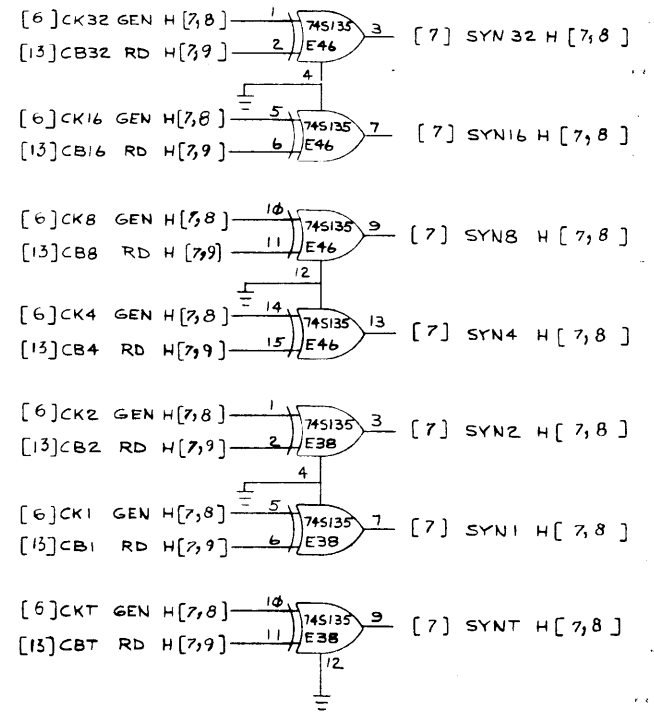 [6] CK32 GEN H [7,8] 1 74S135 3 [7] SYN 32 H [7,8 ]
[13] CB32 RD H[7,9 ] 2 E46
4
[6] CK16 GEN H[7,8 ] 5 74S135 7 [7] SYN16 H [7,8 ]
[13] CB16 RD H[7,9 ] 6 E46
[6] CK8 GEN H[7,8 ] 10 74S135 9 [7] SYN8 H [7,8 ]
[13] CB8 RD H [7,9] 11 E46
12
[6] CK4 GEN H[7,8] 14 74S135 13 [7] SYN4 H [ 7,8 ]
[13] CB4 RD H[7,9 ] 15 E46
[6] CK2 GEN H[7,8] 1 74S135 3 [7] SYN2 H[ 7,8 ]
[13] CB2 RD H[7,9] 2 E38
4
[6] CK1 GEN H[7,8] 5 74S135 7 [7] SYN1 H[ 7,8 ]
[13] CB1 RD H[7,9 ] 6 E38
[6] CKT GEN H[7,8] 10 74S135 9 [7] SYNT H[ 7,8 ]
[13] CBT RD H[7,9 ] 11 E38
12